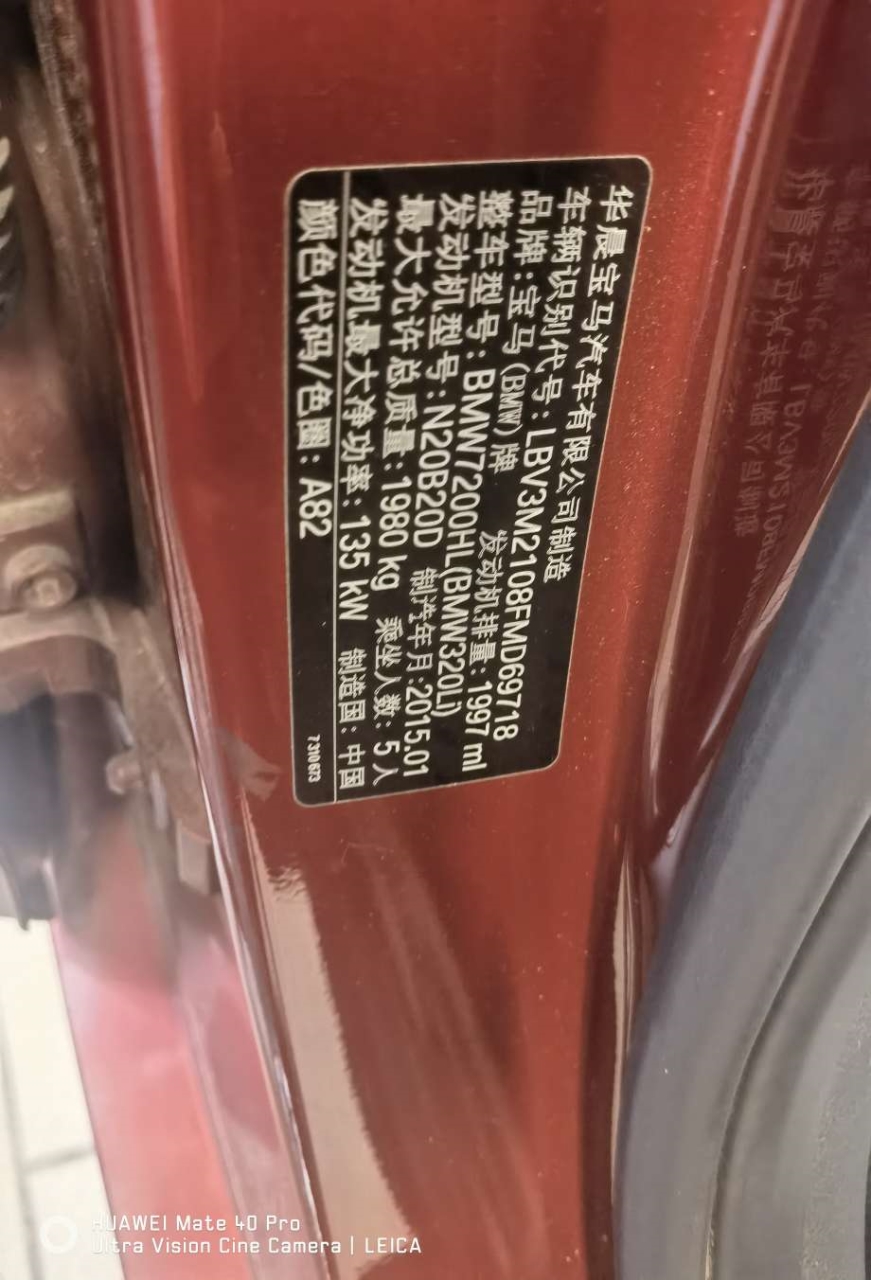 华晨宝马汽车有限公司制造
车辆识别代号：LBV3M2108FMD69718
品牌：宝马(BMW)牌 发动机排量：1997 ml
整车型号：BMW7200HL(BMW320Li)
发动机型号：N20B20D 制造年月：2015.01
最大允许总质量：1980 kg 乘坐人数：5人
发动机最大净功率：135 kW 制造国：中国
颜色代码/色圈：A82 7310673
HUAWEI Mate 40 Pro
Ultra Vision Cine Camera | LEICA